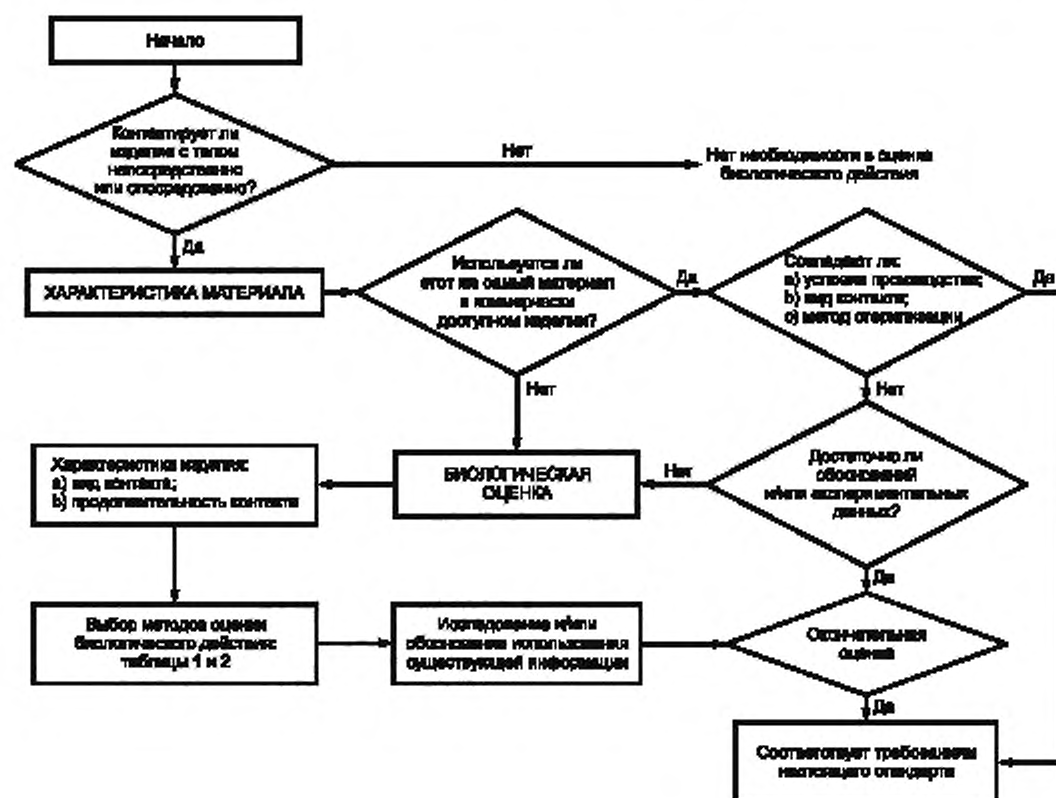 Начало
Контактирует ли
изделие с телом
непосредственно
или опосредованно?
Нет
Нет необходимости в оценке
биологического действия
Да
ХАРАКТЕРИСТИКА МАТЕРИАЛА
Используется ли
этот же самый материал
в коммерчески
доступном изделии?
Да
Совпадают ли:
a) условия производства;
b) вид контакта;
c) метод стерилизации
Да
Нет
Нет
Характеристика изделия:
a) вид контакта;
b) продолжительность контакта
БИОЛОГИЧЕСКАЯ
ОЦЕНКА
Нет
Достаточно ли
обоснований
и/или экспериментальных
данных?
Да
Выбор методов оценки
биологического действия:
таблицы 1 и 2
Исследование и/или
обоснование использования
существующей информации
Окончательная
оценка
Да
Соответствует требованиям
настоящего стандарта